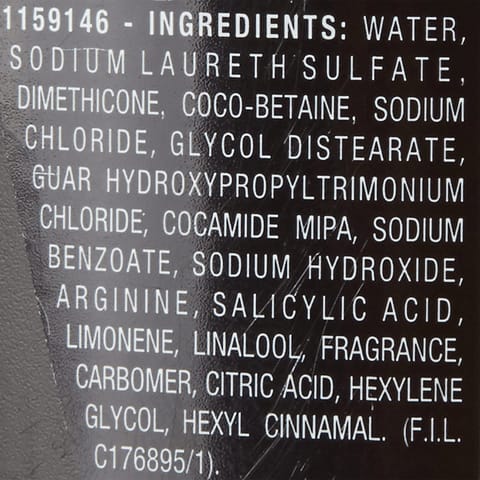 1159146 - INGREDIENTS: WATER,
SODIUM LAURETH SULFATE,
DIMETHICONE, COCO-BETAINE, SODIUM
CHLORIDE, GLYCOL DISTEARATE,
GUAR HYDROXYPROPYLTRIMONIUM
CHLORIDE, COCAMIDE MIPA, SODIUM
BENZOATE, SODIUM HYDROXIDE,
ARGININE, SALICYLIC ACID,
LIMONENE, LINALOOL, FRAGRANCE,
CARBOMER, CITRIC ACID, HEXYLENE
GLYCOL, HEXYL CINNAMAL. (F.I.L.
C176895/1).